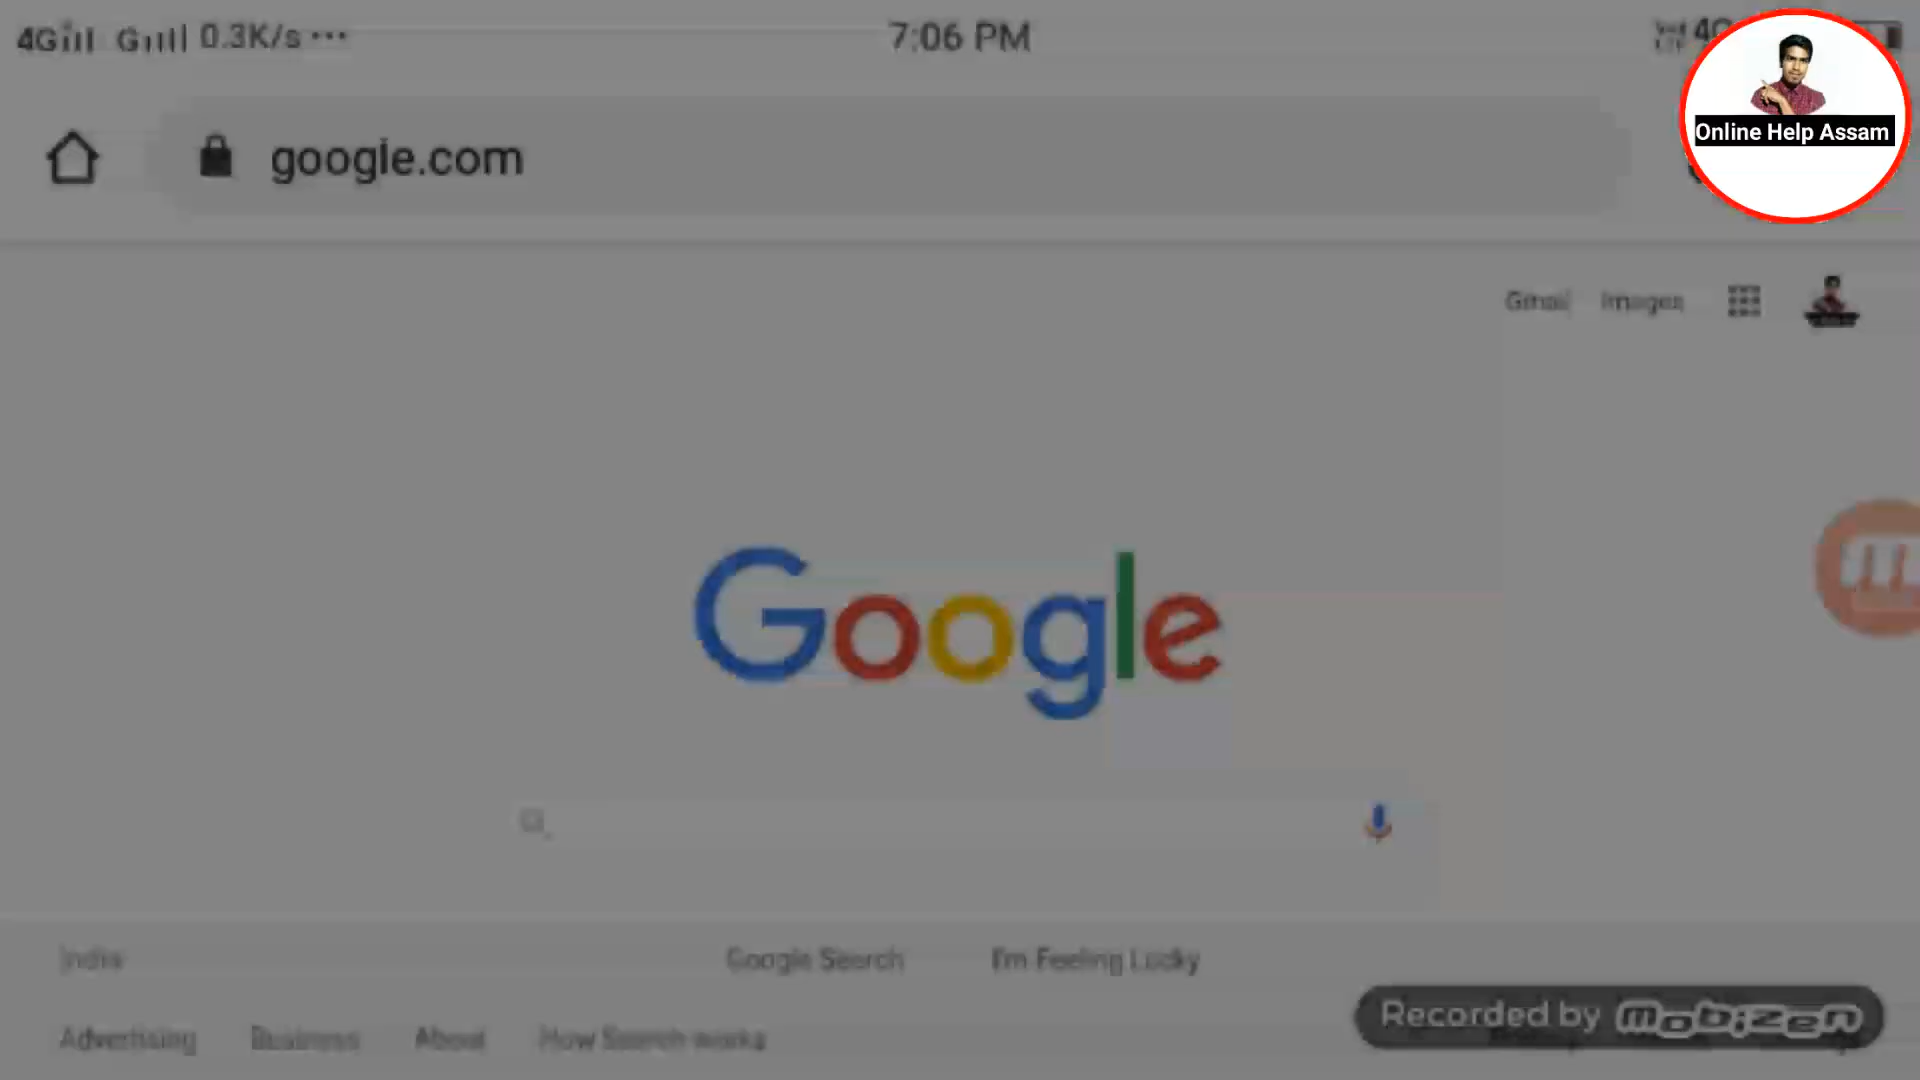 4G G 0.3K/s ... 7:06 PM 4G
Online Help Assam
google.com
Gmail Images
Google
India Google Search I'm Feeling Lucky
Recorded by mobizen
Advertising Business About How Search works